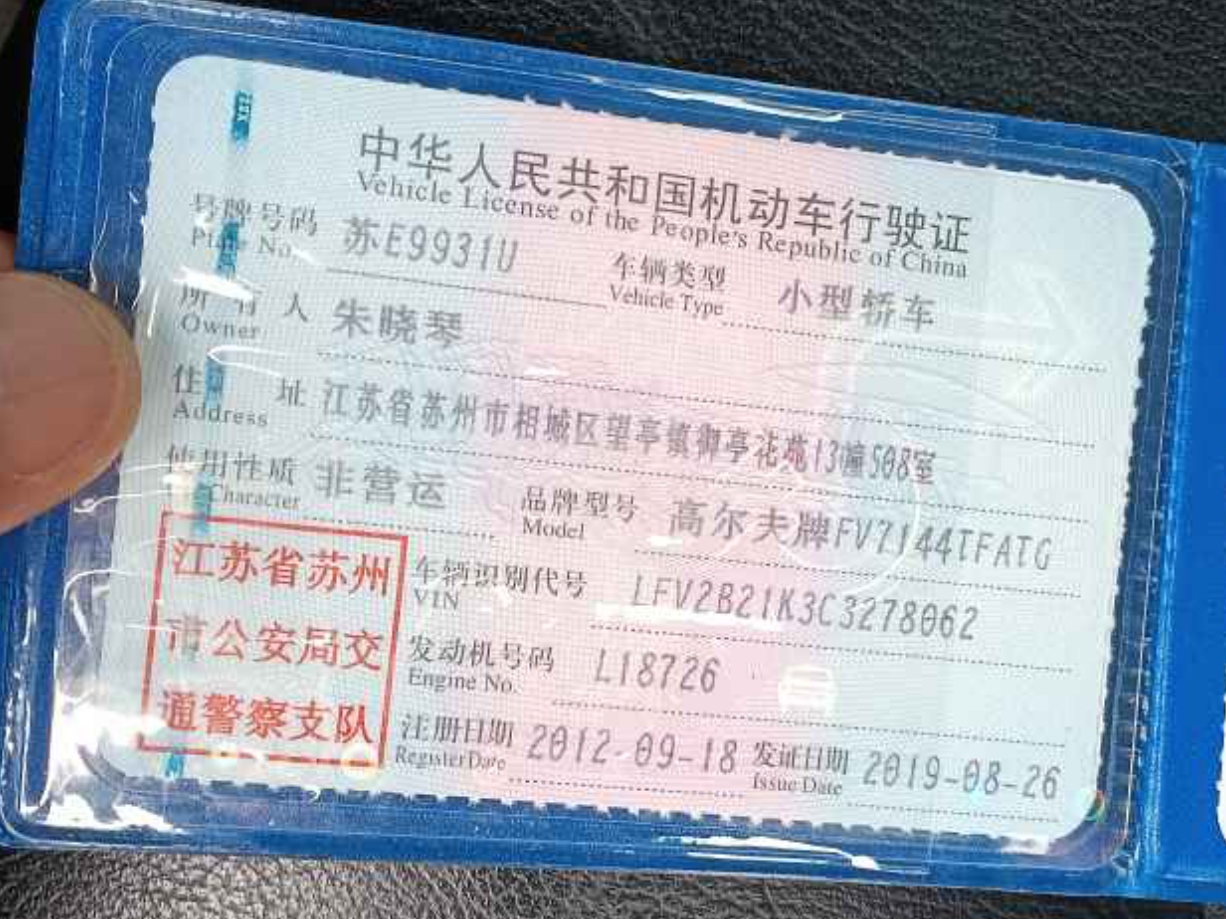 中华人民共和国机动车行驶证
Vehicle License of the People's Republic of China
号牌号码 苏E9931U 车辆类型 小型轿车
Plate No. Vehicle Type
所有人 朱晓琴
Owner
住址 江苏省苏州市相城区望亭镇御亭花苑13幢508室
Address
使用性质 非营运 品牌型号 高尔夫牌FV7144TFATG
Character Model
江苏省苏州
市公安局交
通警察支队
车辆识别代号 LFV2B21K3C3278062
VIN
发动机号码 L18726
Engine No.
注册日期 2012-09-18 发证日期 2019-08-26
Register Date Issue Date